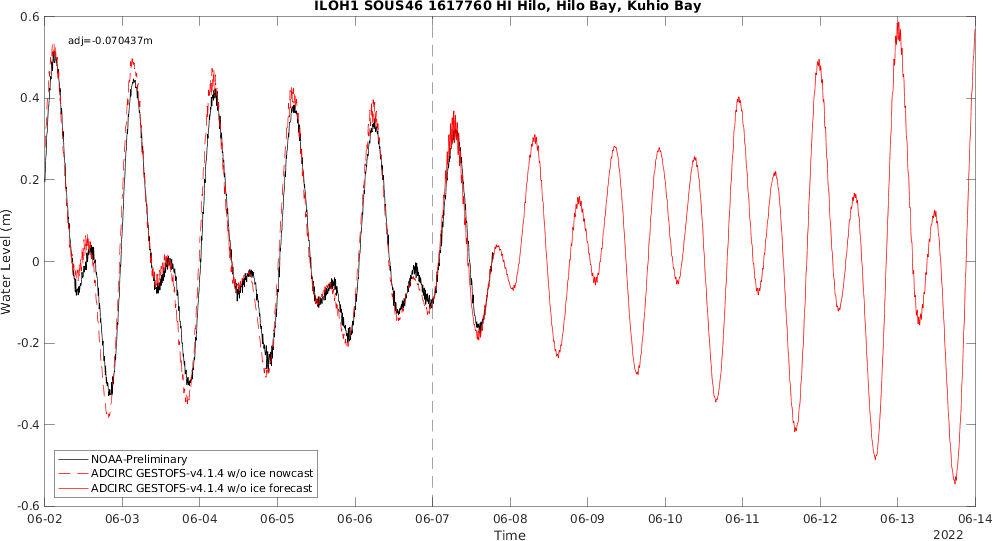 ILOH1 SOUS46 1617760 HI Hilo, Hilo Bay, Kuhio Bay
0.6
adj=-0.070437m
0.4
0.2
0
-0.2
-0.4
-0.6
Water Level (m)
NOAA-Preliminary
ADCIRC GESTOFS-v4.1.4 w/o ice nowcast
ADCIRC GESTOFS-v4.1.4 w/o ice forecast
06-02 06-03 06-04 06-05 06-06 06-07 06-08 06-09 06-10 06-11 06-12 06-13 06-14
Time
2022